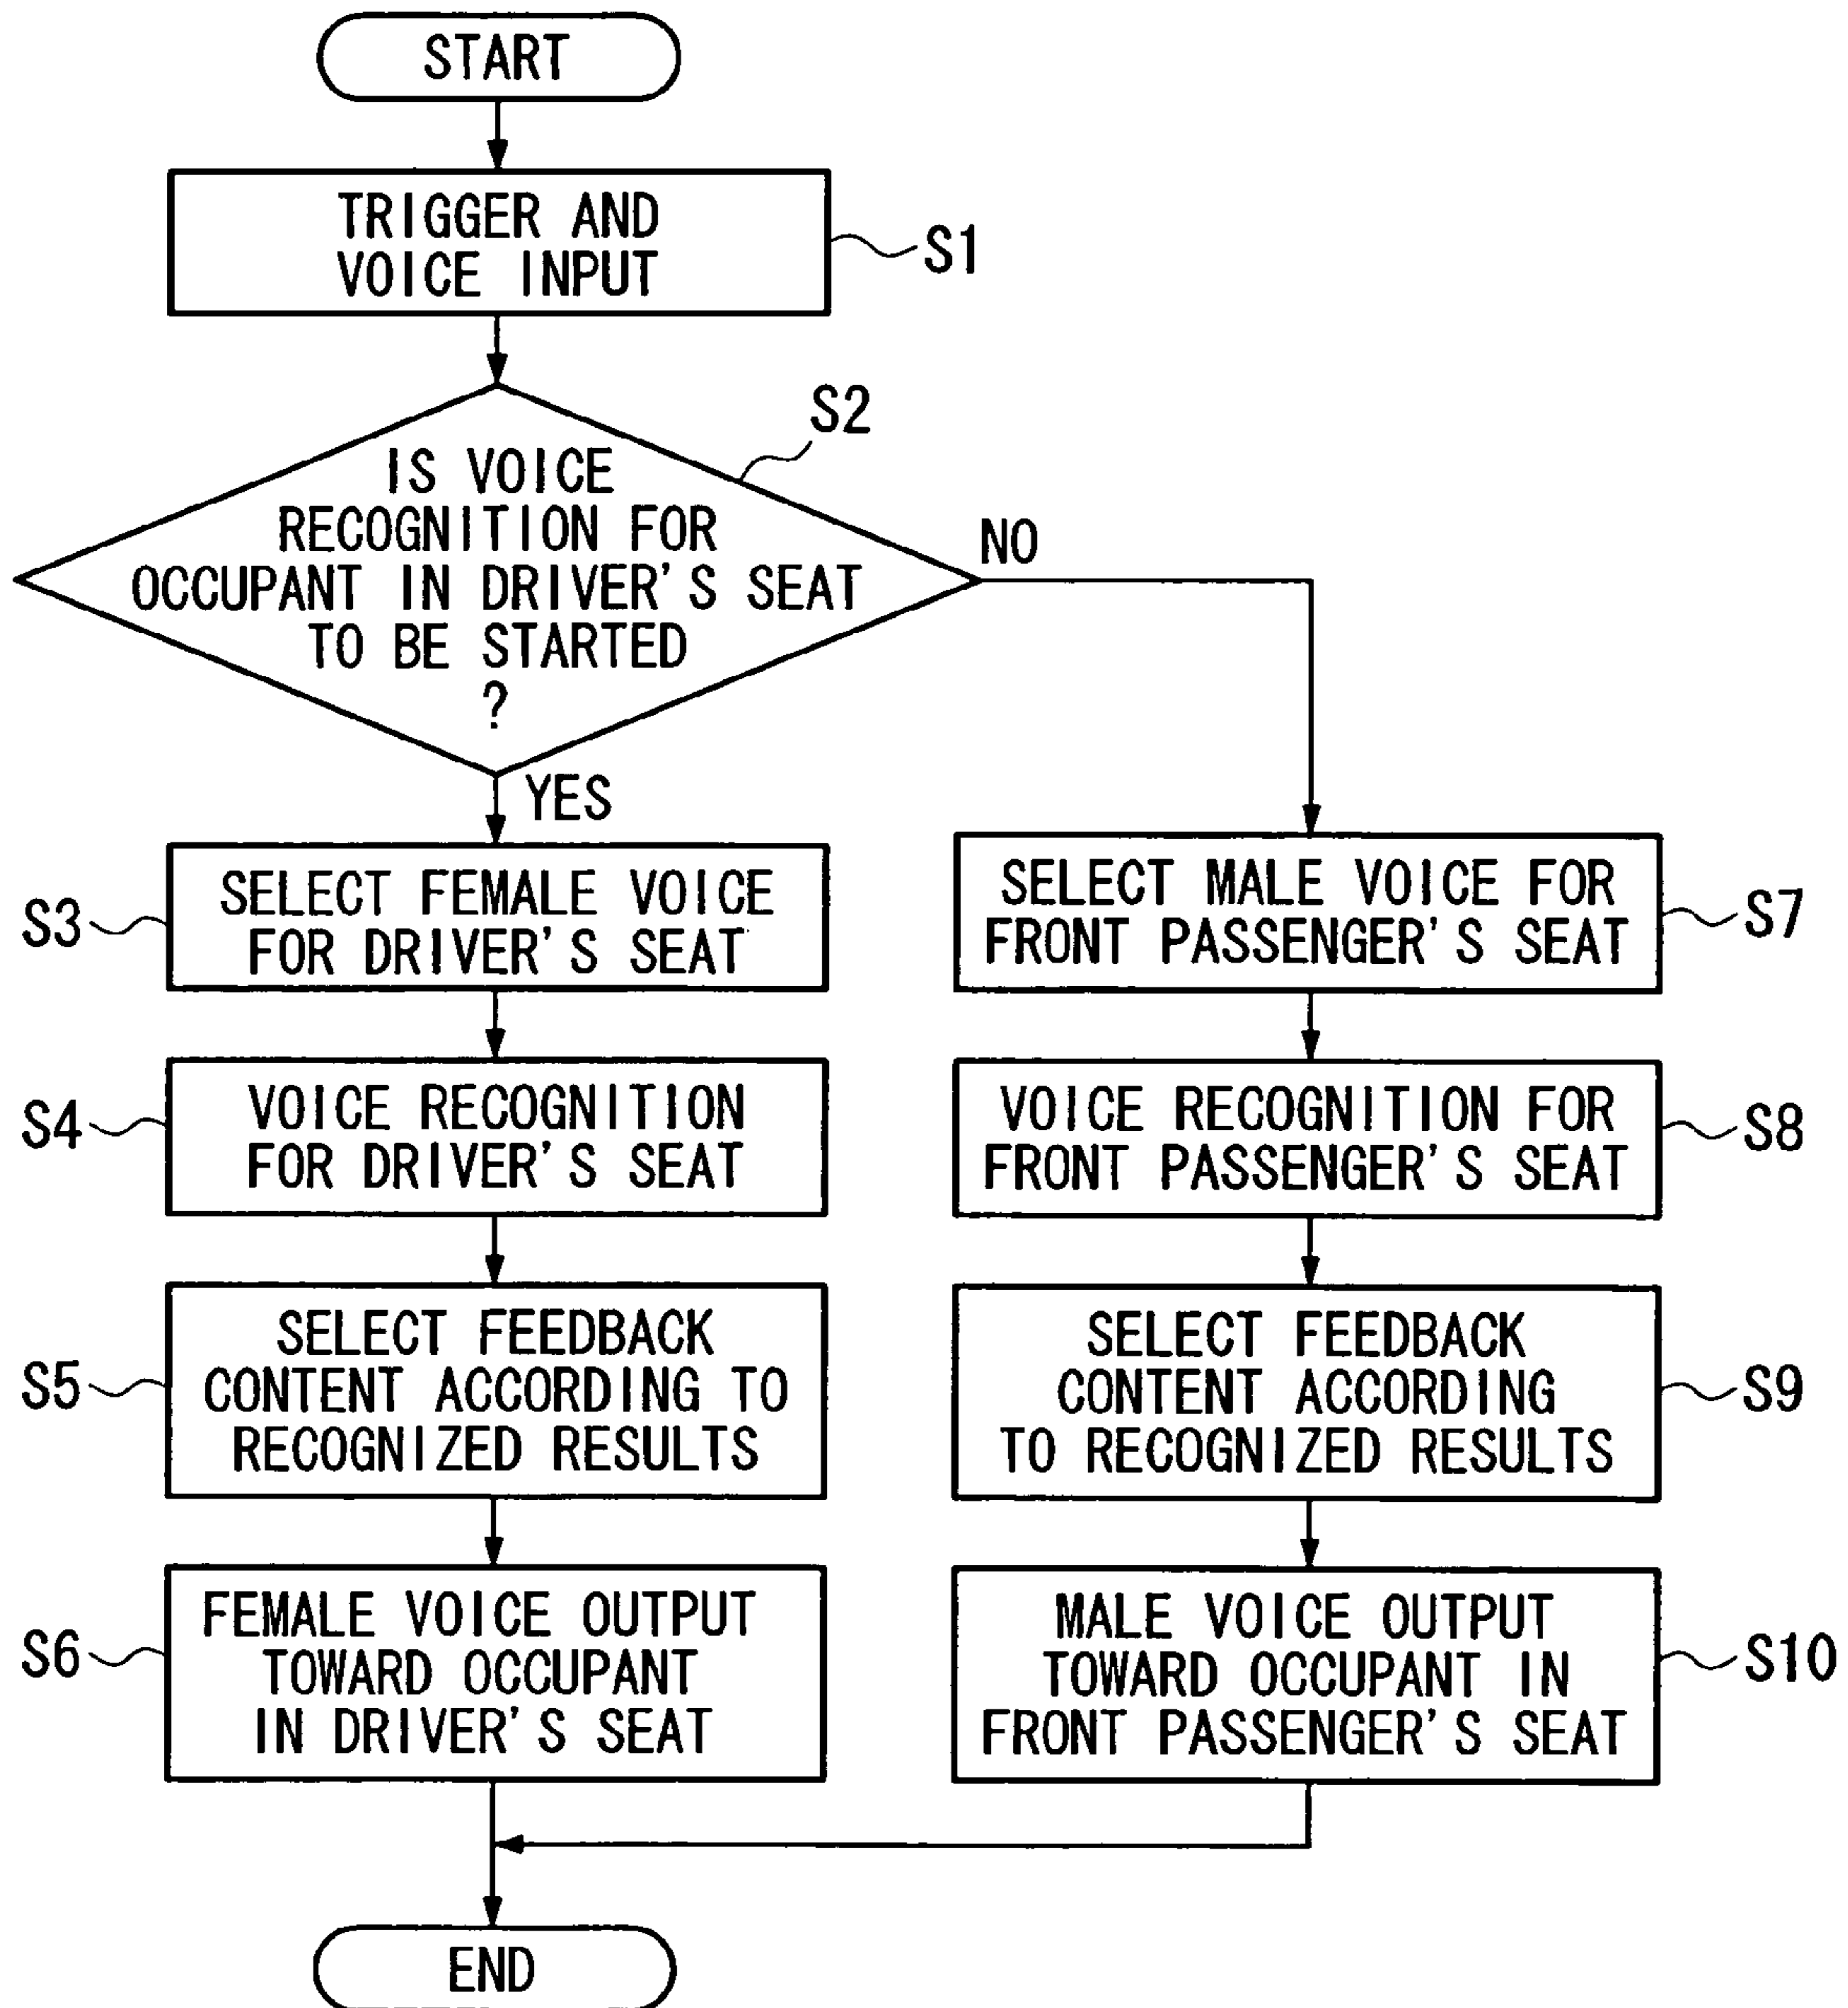 START
TRIGGER AND
VOICE INPUT
S1
S2
IS VOICE
RECOGNITION FOR
OCCUPANT IN DRIVER'S SEAT
TO BE STARTED
?
NO
YES
S3
SELECT FEMALE VOICE
FOR DRIVER'S SEAT
S4
VOICE RECOGNITION
FOR DRIVER'S SEAT
S5
SELECT FEEDBACK
CONTENT ACCORDING TO
RECOGNIZED RESULTS
S6
FEMALE VOICE OUTPUT
TOWARD OCCUPANT
IN DRIVER'S SEAT
SELECT MALE VOICE FOR
FRONT PASSENGER'S SEAT
S7
VOICE RECOGNITION FOR
FRONT PASSENGER'S SEAT
S8
SELECT FEEDBACK
CONTENT ACCORDING
TO RECOGNIZED RESULTS
S9
MALE VOICE OUTPUT
TOWARD OCCUPANT IN
FRONT PASSENGER'S SEAT
S10
END